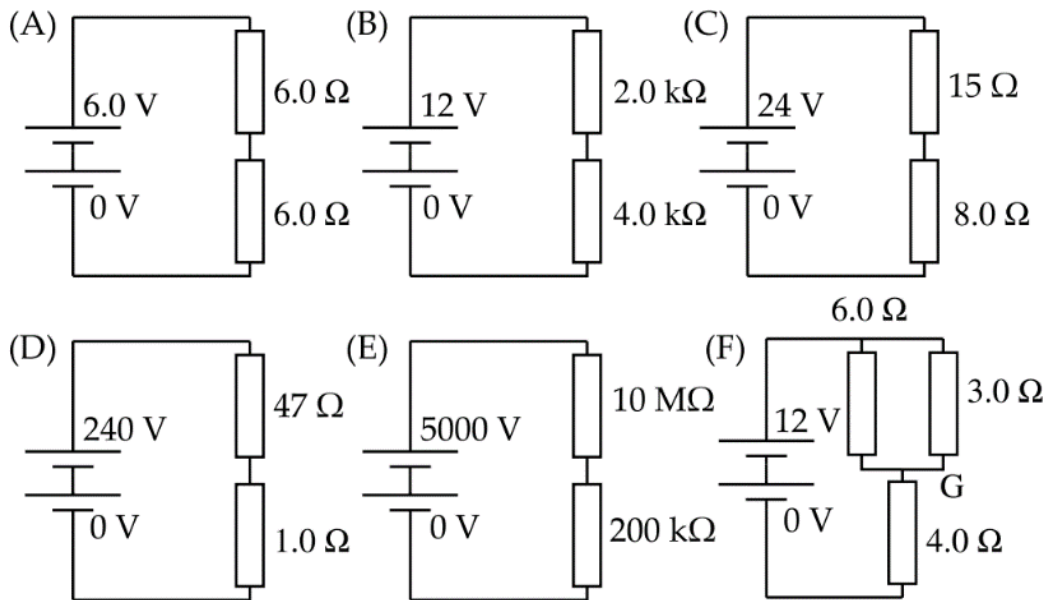 (A)
6.0 V
0 V
6.0 Ω
6.0 Ω
(B)
12 V
0 V
2.0 kΩ
4.0 kΩ
(C)
24 V
0 V
15 Ω
8.0 Ω
(D)
240 V
0 V
47 Ω
1.0 Ω
(E)
5000 V
0 V
10 MΩ
200 kΩ
(F)
12 V
0 V
6.0 Ω
3.0 Ω
G
4.0 Ω